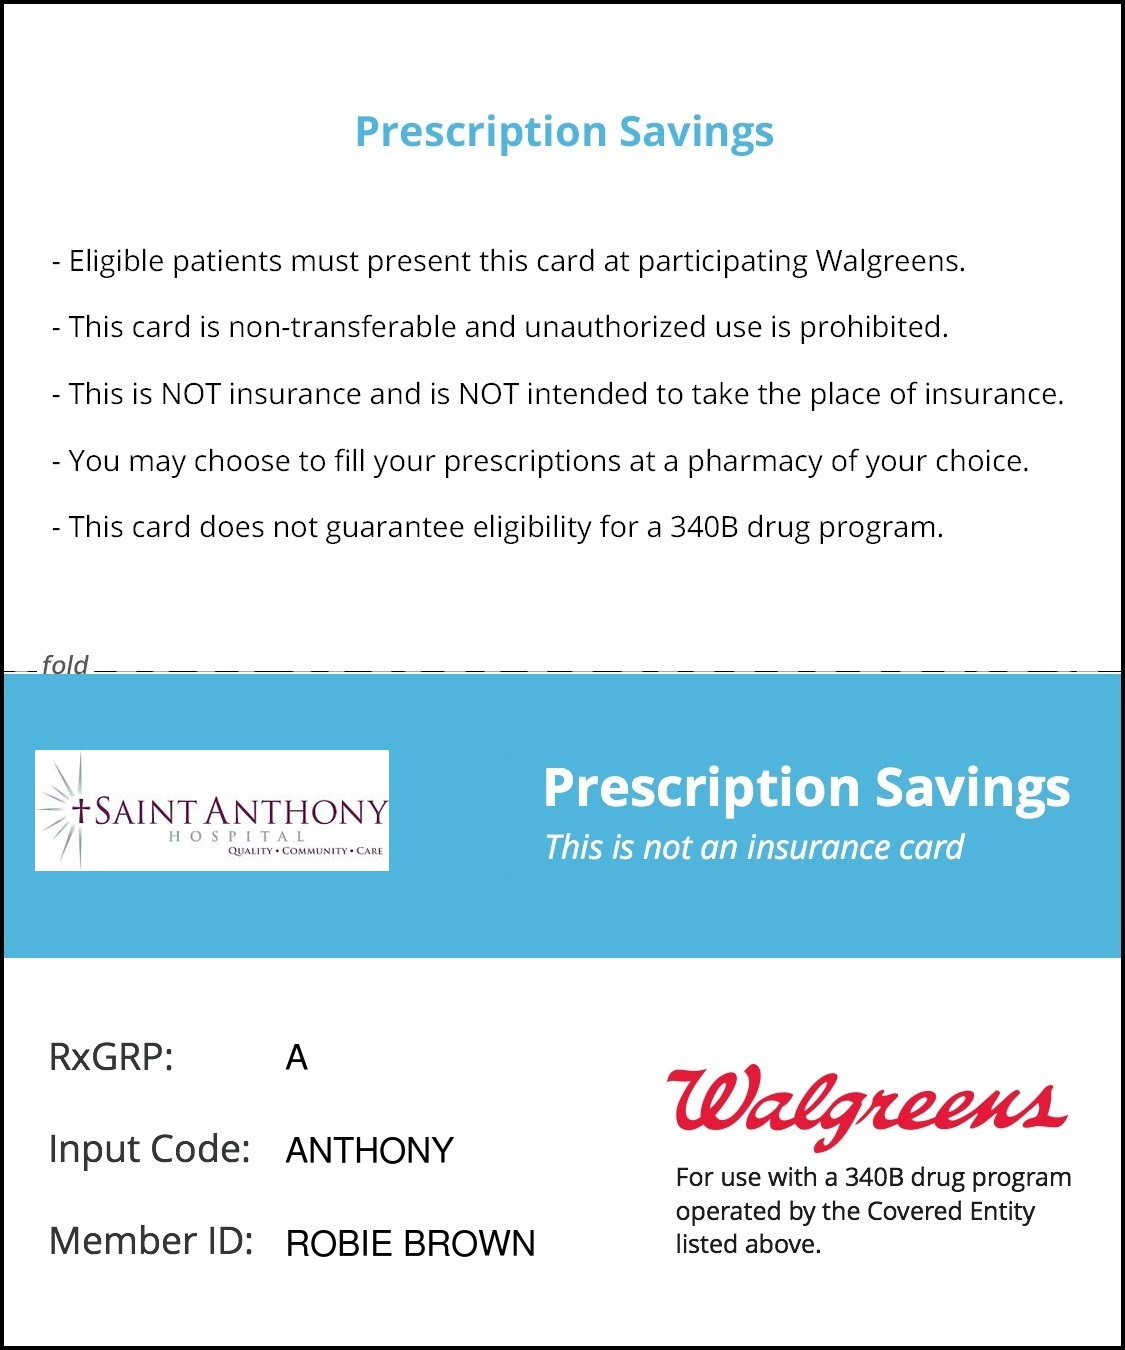 Prescription Savings
- Eligible patients must present this card at participating Walgreens.
- This card is non-transferable and unauthorized use is prohibited.
- This is NOT insurance and is NOT intended to take the place of insurance.
- You may choose to fill your prescriptions at a pharmacy of your choice.
- This card does not guarantee eligibility for a 340B drug program.
fold
SAINT ANTHONY
HOSPITAL
QUALITY • COMMUNITY • CARE
Prescription Savings
This is not an insurance card
RxGRP: A
Input Code: ANTHONY
Member ID: ROBIE BROWN
Walgreens
For use with a 340B drug program
operated by the Covered Entity
listed above.